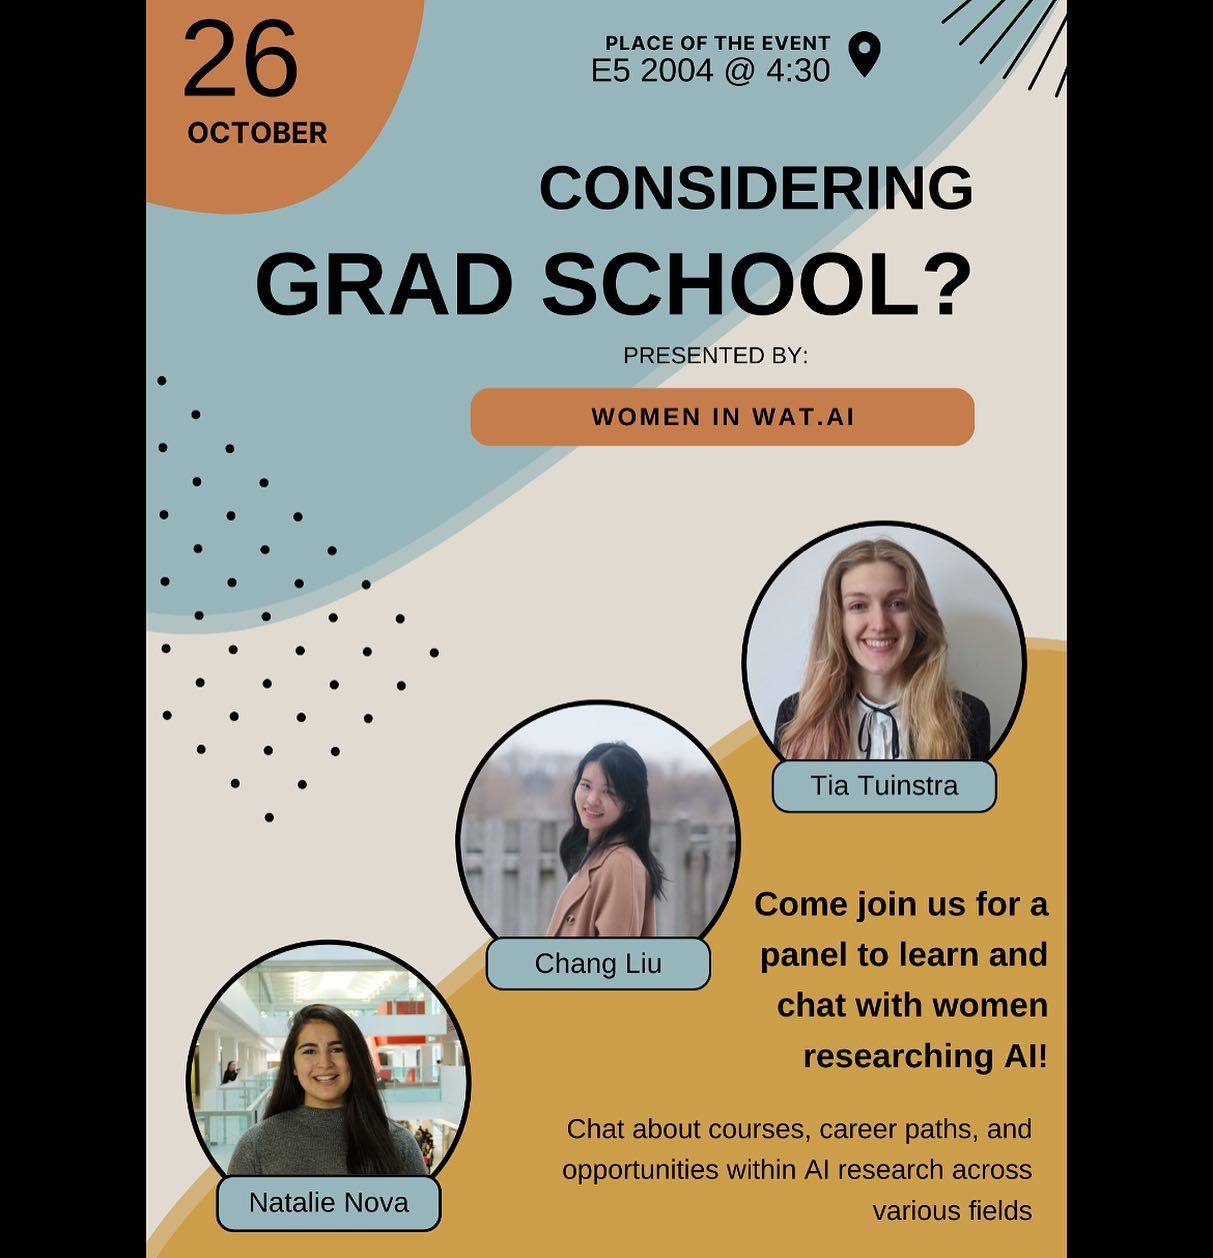 26
OCTOBER
PLACE OF THE EVENT
E5 2004 @ 4:30
CONSIDERING
GRAD SCHOOL?
PRESENTED BY:
WOMEN IN WAT.AI
Tia Tuinstra
Chang Liu
Natalie Nova
Come join us for a
panel to learn and
chat with women
researching AI!
Chat about courses, career paths, and
opportunities within AI research across
various fields